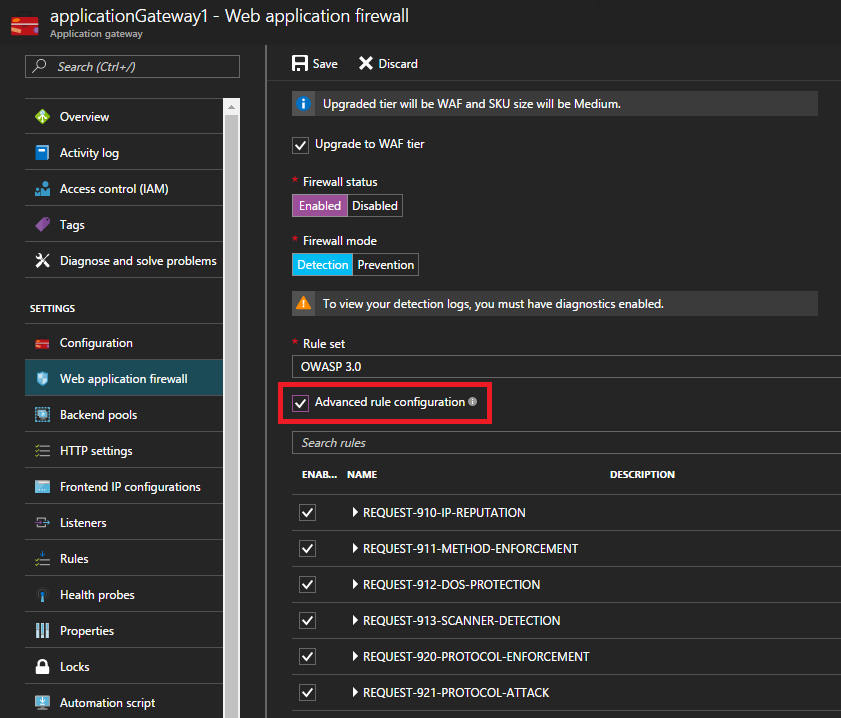 applicationGateway1 - Web application firewall
Application gateway
Search (Ctrl+/)
Overview
Activity log
Access control (IAM)
Tags
Diagnose and solve problems
SETTINGS
Configuration
Web application firewall
Backend pools
HTTP settings
Frontend IP configurations
Listeners
Rules
Health probes
Properties
Locks
Automation script
Save Discard
Upgraded tier will be WAF and SKU size will be Medium.
Upgrade to WAF tier
* Firewall status
Enabled Disabled
* Firewall mode
Detection Prevention
To view your detection logs, you must have diagnostics enabled.
* Rule set
OWASP 3.0
Advanced rule configuration
Search rules
ENAB... NAME DESCRIPTION
REQUEST-910-IP-REPUTATION
REQUEST-911-METHOD-ENFORCEMENT
REQUEST-912-DOS-PROTECTION
REQUEST-913-SCANNER-DETECTION
REQUEST-920-PROTOCOL-ENFORCEMENT
REQUEST-921-PROTOCOL-ATTACK